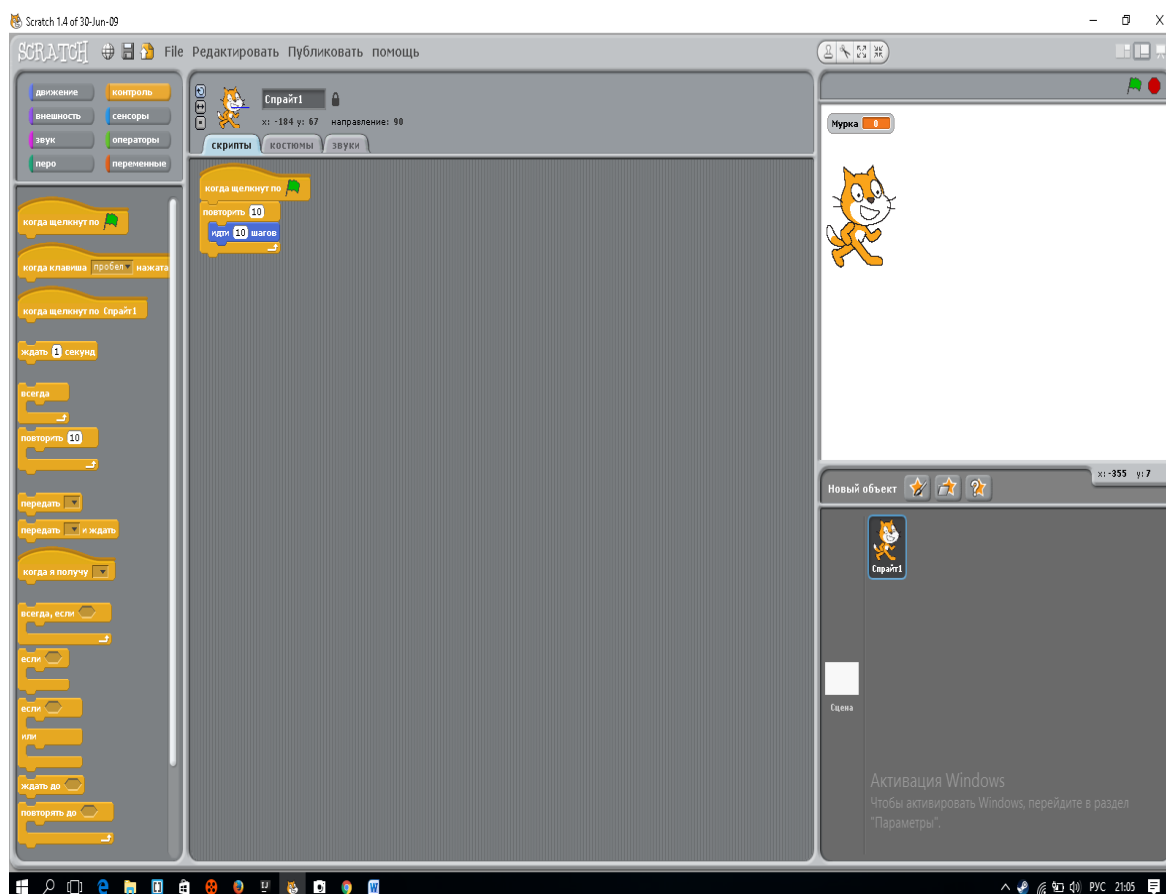 Scratch 1.4 of 30-Jun-09
SCRATCH File Редактировать Публиковать помощь
движение контроль
внешность сенсоры
звук операторы
перо переменные
Спрайт1
x: -184 y: 67 направление: 90
скрипты костюмы звуки
когда щелкнут по
когда клавиша пробел нажата
когда щелкнут по Спрайт1
ждать 1 секунд
всегда
повторить 10
передать
передать и ждать
когда я получу
всегда, если
если
если
или
ждать до
повторять до
когда щелкнут по
повторить 10
идти 10 шагов
Мурка 0
x: -355 y: 7
Новый объект
Спрайт1
Сцена
Активация Windows
Чтобы активировать Windows, перейдите в раздел
"Параметры".
РУС 21:05